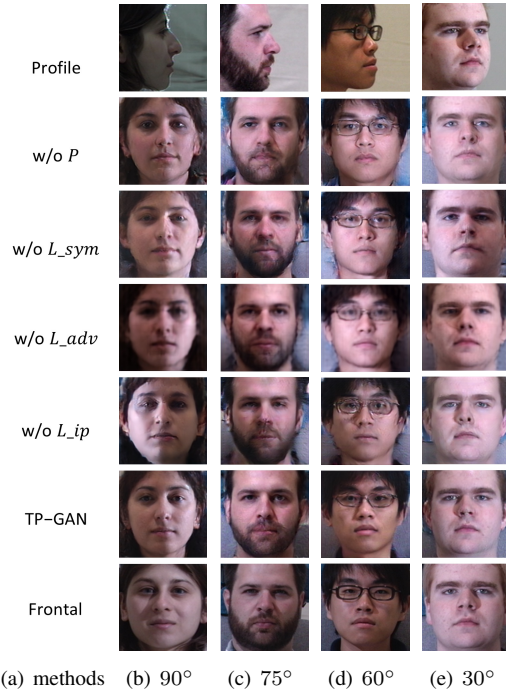 Profile
w/o P
w/o L_sym
w/o L_adv
w/o L_ip
TP-GAN
Frontal
(a) methods (b) 90° (c) 75° (d) 60° (e) 30°